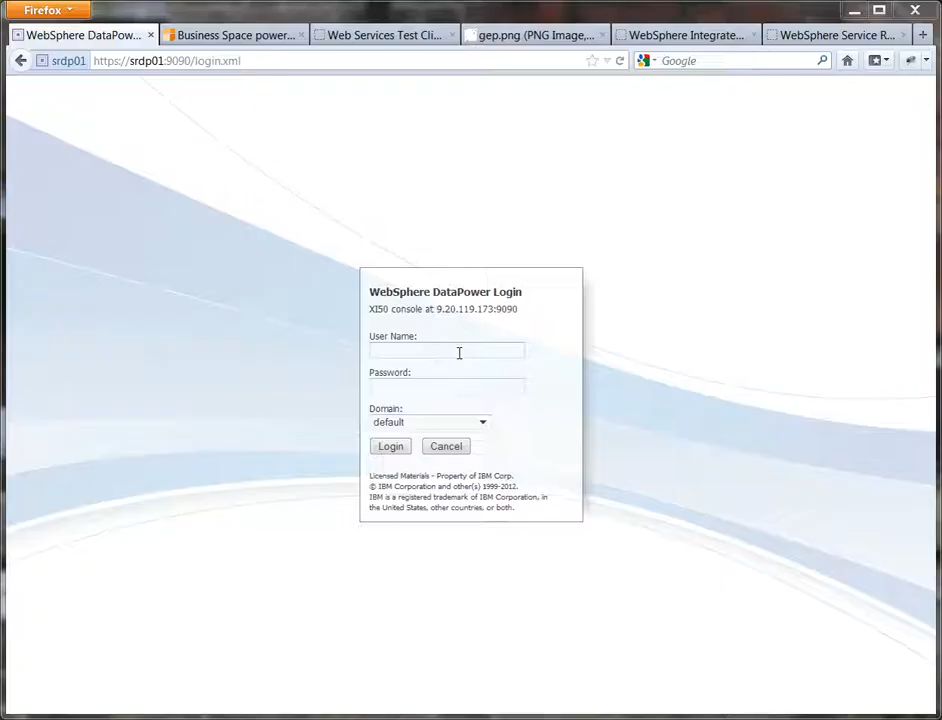 Firefox
WebSphere DataPow...
Business Space power...
Web Services Test Cli...
gep.png (PNG Image,...
WebSphere Integrate...
WebSphere Service R...
srdp01
https://srdp01:9090/login.xml
Google
WebSphere DataPower Login
XI50 console at 9.20.119.173:9090
User Name:
Password:
Domain:
default
Login
Cancel
Licensed Materials - Property of IBM Corp.
© IBM Corporation and other(s) 1999-2012.
IBM is a registered trademark of IBM Corporation, in
the United States, other countries, or both.